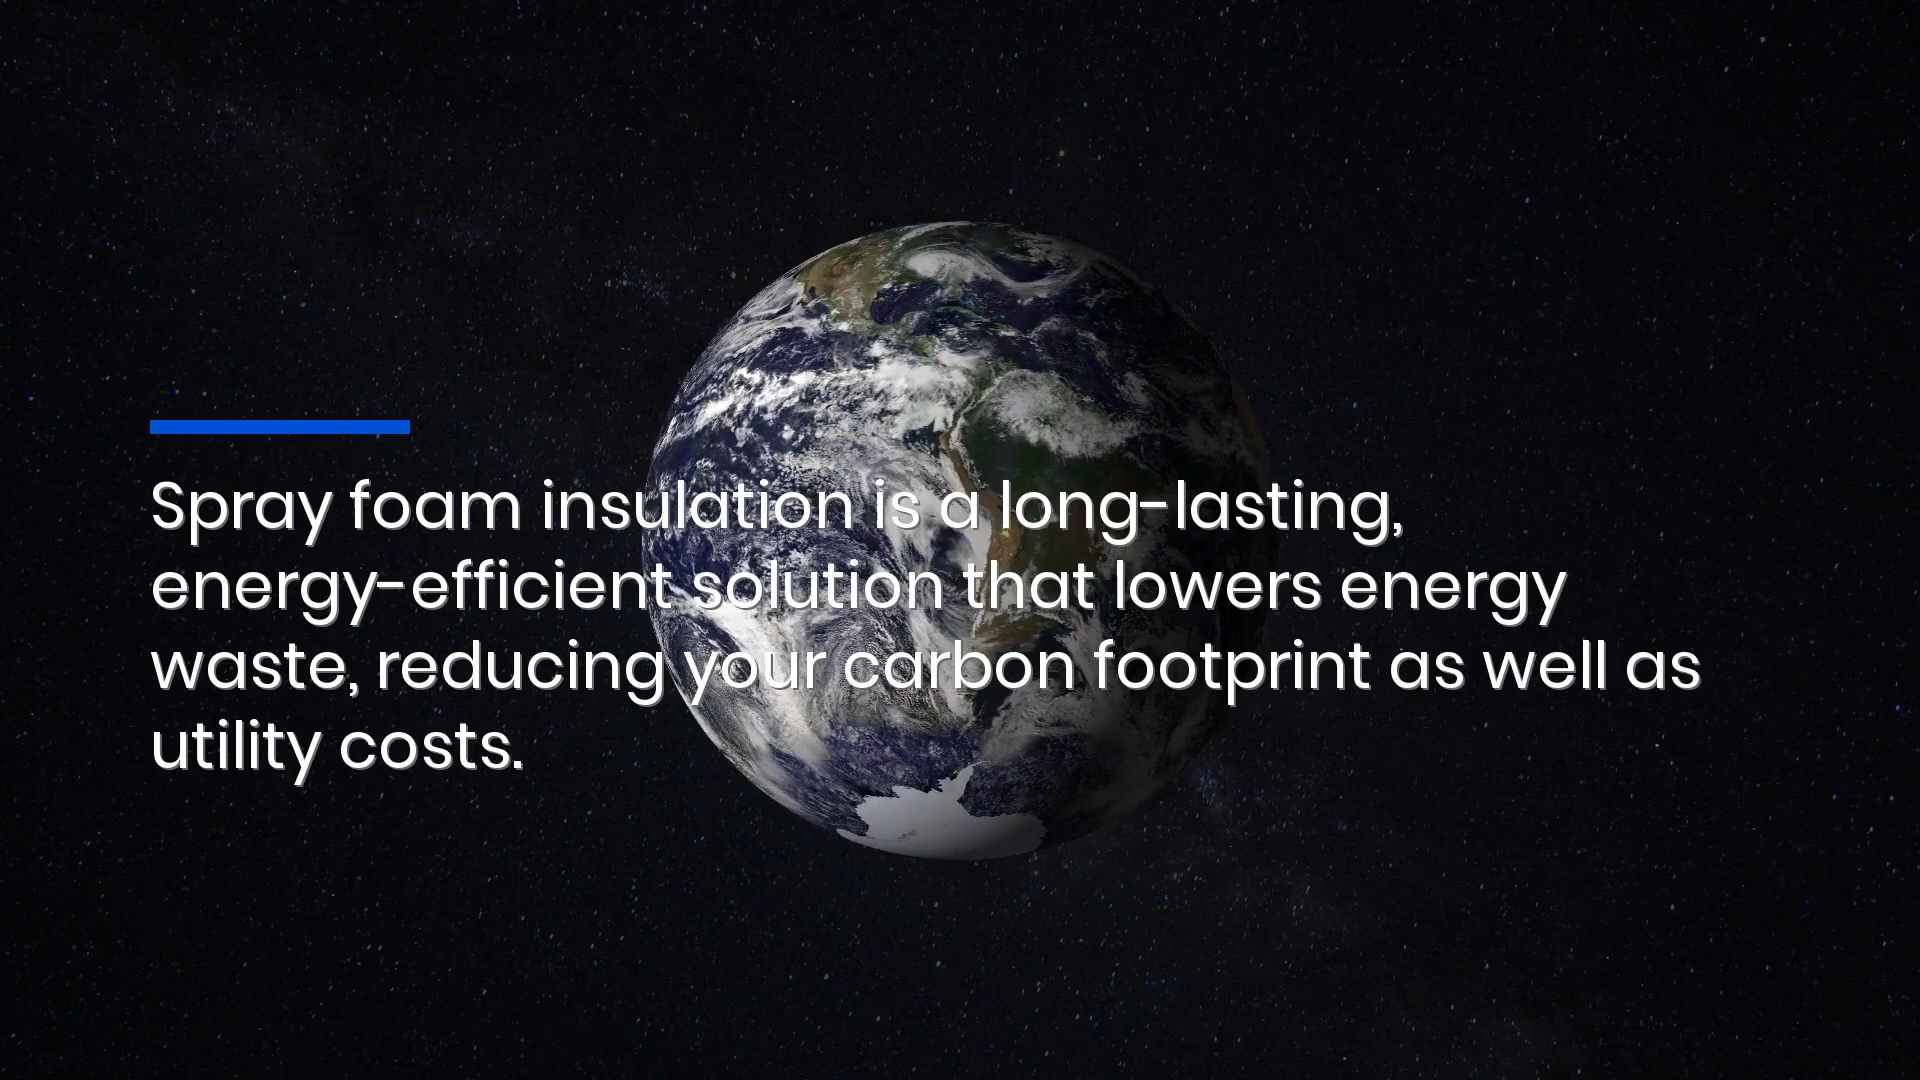 Spray foam insulation is a long-lasting,
energy-efficient solution that lowers energy
waste, reducing your carbon footprint as well as
utility costs.